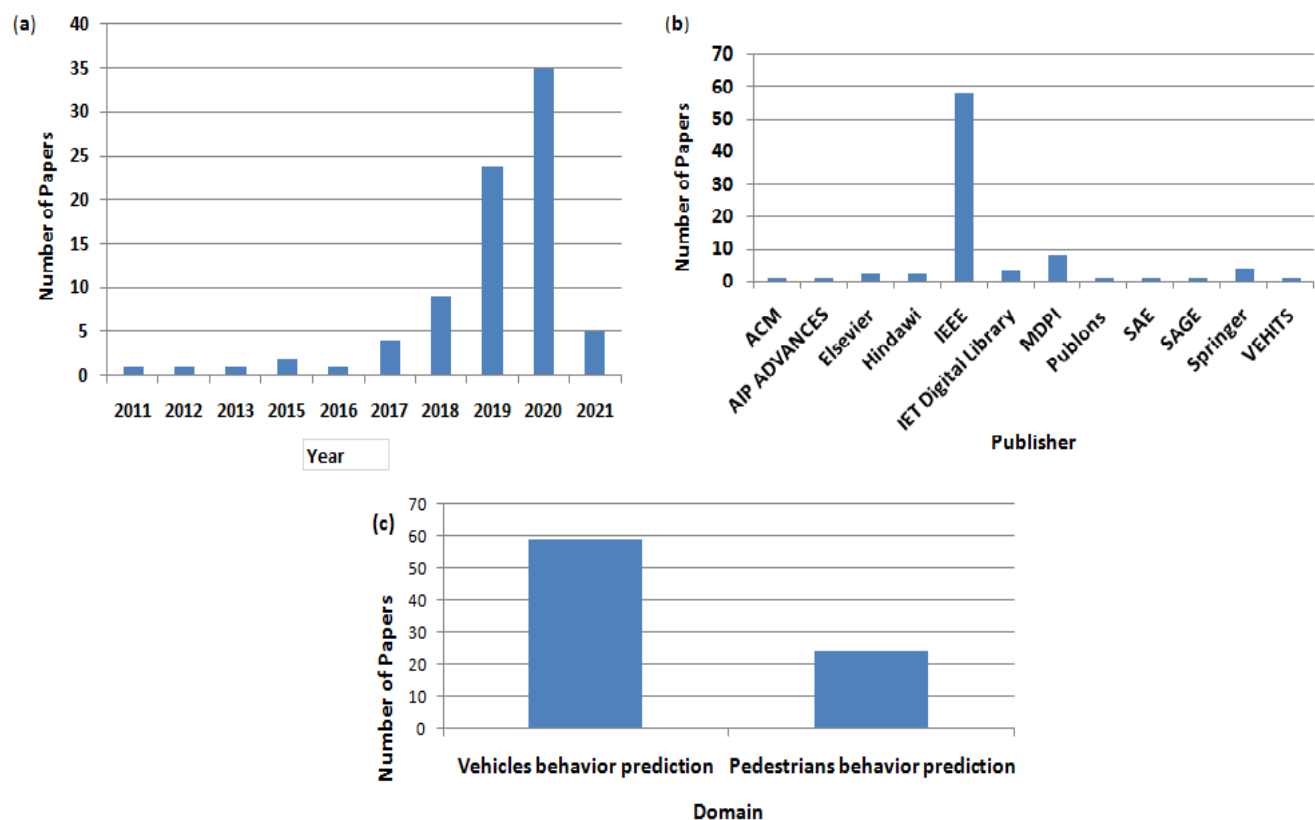 (a)
40
35
30
25
20
15
10
5
0
Number of Papers
2011 2012 2013 2015 2016 2017 2018 2019 2020 2021
Year
(b)
70
60
50
40
30
20
10
0
Number of Papers
ACM
AIP ADVANCES
Elsevier
Hindawi
IEEE
IET Digital Library
MDPI
Publons
SAE
SAGE
Springer
VEHITS
Publisher
(c)
70
60
50
40
30
20
10
0
Number of Papers
Vehicles behavior prediction Pedestrians behavior prediction
Domain